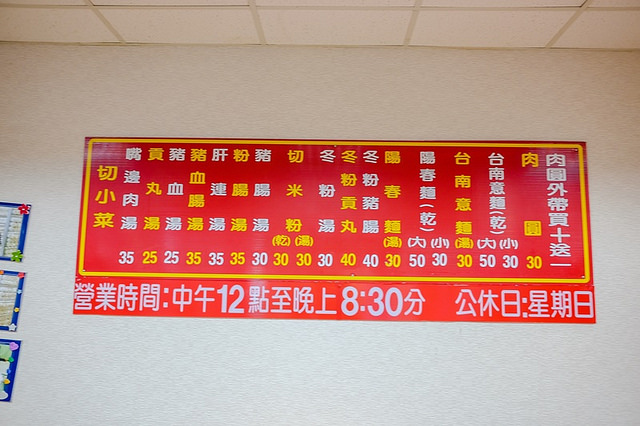 肉圓外帶買十送一
肉圓 30
台南意麵(乾) (大) 50 (小) 30
台南意麵(湯) 30
陽春麵(乾) (大) 50 (小) 30
陽春麵(湯) 30
冬粉豬腸 40
冬粉貢丸 40
冬粉湯 30
切米粉 (湯) 30 (乾) 30
豬腸湯 30
粉腸湯 35
肝連湯 35
豬血腸湯 35
豬血湯 25
貢丸湯 25
嘴邊肉湯 35
切小菜
營業時間:中午12點至晚上8:30分 公休日:星期日